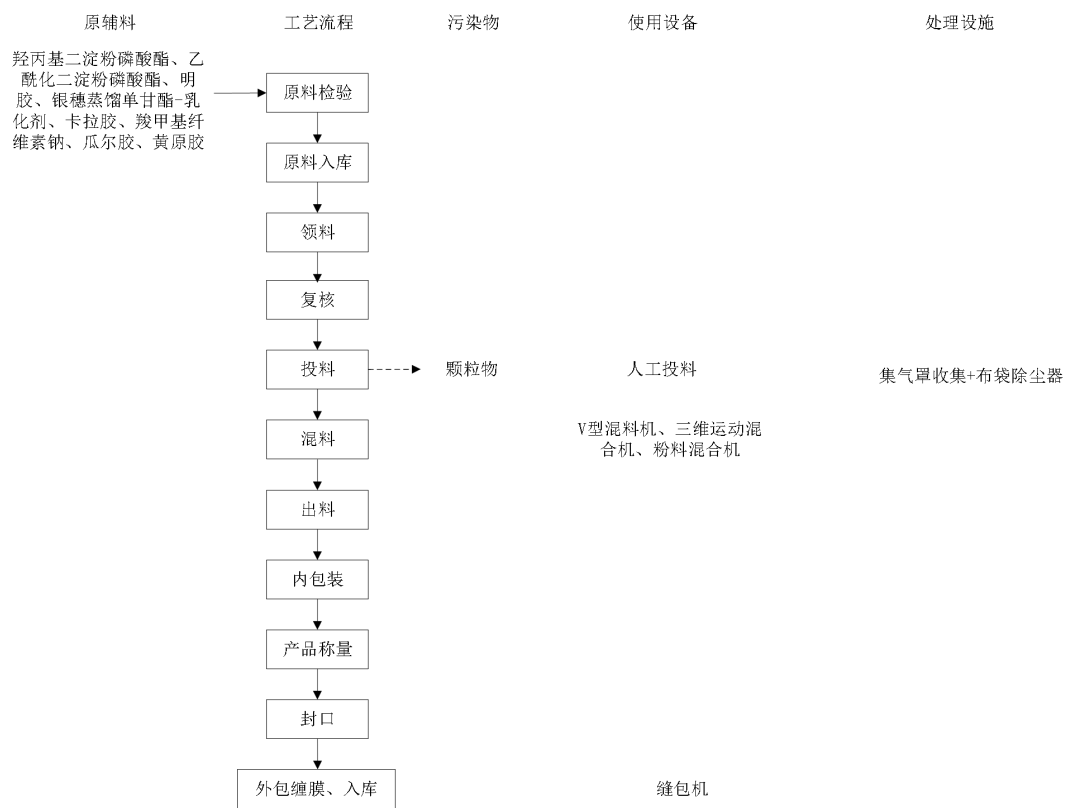 原辅料 工艺流程 污染物 使用设备 处理设施
羟丙基二淀粉磷酸酯、乙
酰化二淀粉磷酸酯、明
胶、银穗蒸馏单甘酯-乳
化剂、卡拉胶、羧甲基纤
维素钠、瓜尔胶、黄原胶
原料检验
原料入库
领料
复核
投料 颗粒物 人工投料 集气罩收集+布袋除尘器
混料
V型混料机、三维运动混
合机、粉料混合机
出料
内包装
产品称量
封口
外包缠膜、入库 缝包机